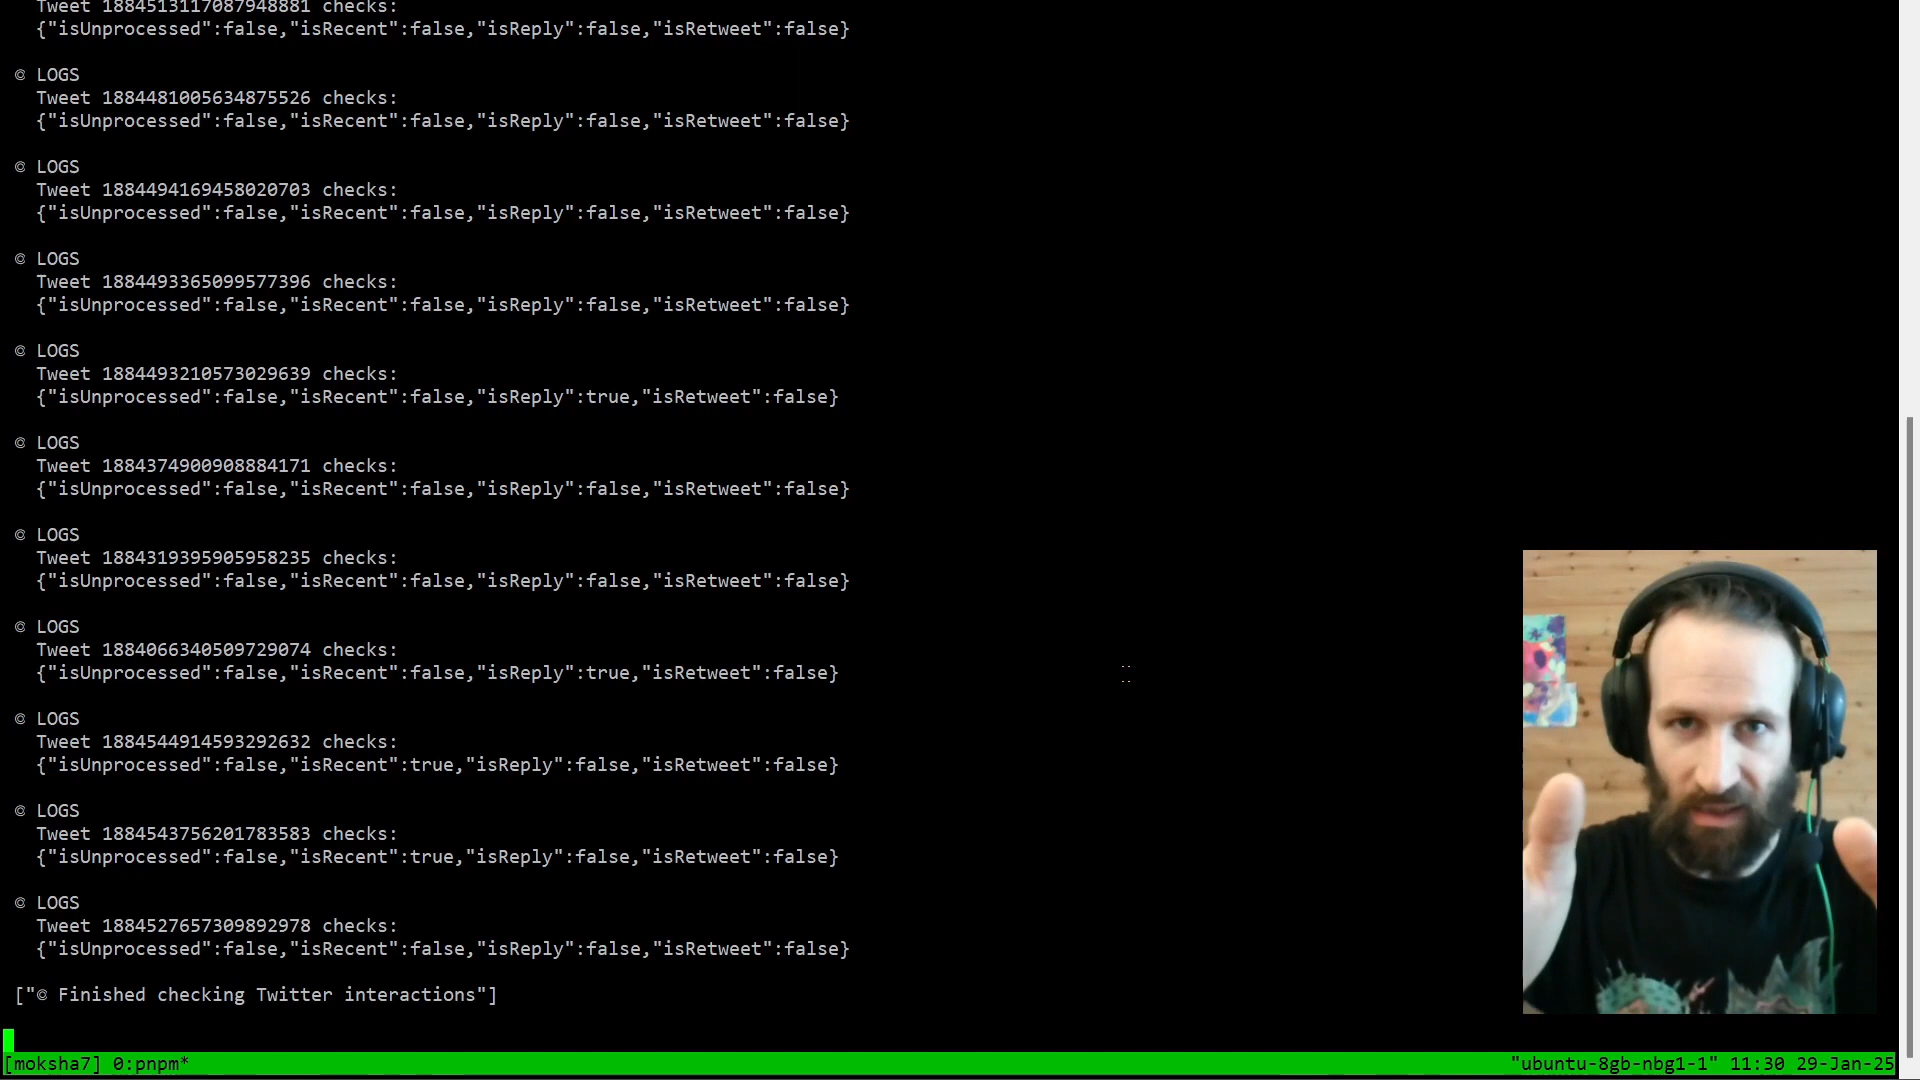 Tweet 1884513117087948881 checks:
{"isUnprocessed":false,"isRecent":false,"isReply":false,"isRetweet":false}
© LOGS
Tweet 1884481005634875526 checks:
{"isUnprocessed":false,"isRecent":false,"isReply":false,"isRetweet":false}
© LOGS
Tweet 1884494169458020703 checks:
{"isUnprocessed":false,"isRecent":false,"isReply":false,"isRetweet":false}
© LOGS
Tweet 1884493365099577396 checks:
{"isUnprocessed":false,"isRecent":false,"isReply":false,"isRetweet":false}
© LOGS
Tweet 1884493210573029639 checks:
{"isUnprocessed":false,"isRecent":false,"isReply":true,"isRetweet":false}
© LOGS
Tweet 1884374900908884171 checks:
{"isUnprocessed":false,"isRecent":false,"isReply":false,"isRetweet":false}
© LOGS
Tweet 1884319395905958235 checks:
{"isUnprocessed":false,"isRecent":false,"isReply":false,"isRetweet":false}
© LOGS
Tweet 1884066340509729074 checks:
{"isUnprocessed":false,"isRecent":false,"isReply":true,"isRetweet":false}
© LOGS
Tweet 1884544914593292632 checks:
{"isUnprocessed":false,"isRecent":true,"isReply":false,"isRetweet":false}
© LOGS
Tweet 1884543756201783583 checks:
{"isUnprocessed":false,"isRecent":true,"isReply":false,"isRetweet":false}
© LOGS
Tweet 1884527657309892978 checks:
{"isUnprocessed":false,"isRecent":false,"isReply":false,"isRetweet":false}
["© Finished checking Twitter interactions"]
[moksha7] 0:pnpm* "ubuntu-8gb-nbg1-1" 11:30 29-Jan-25